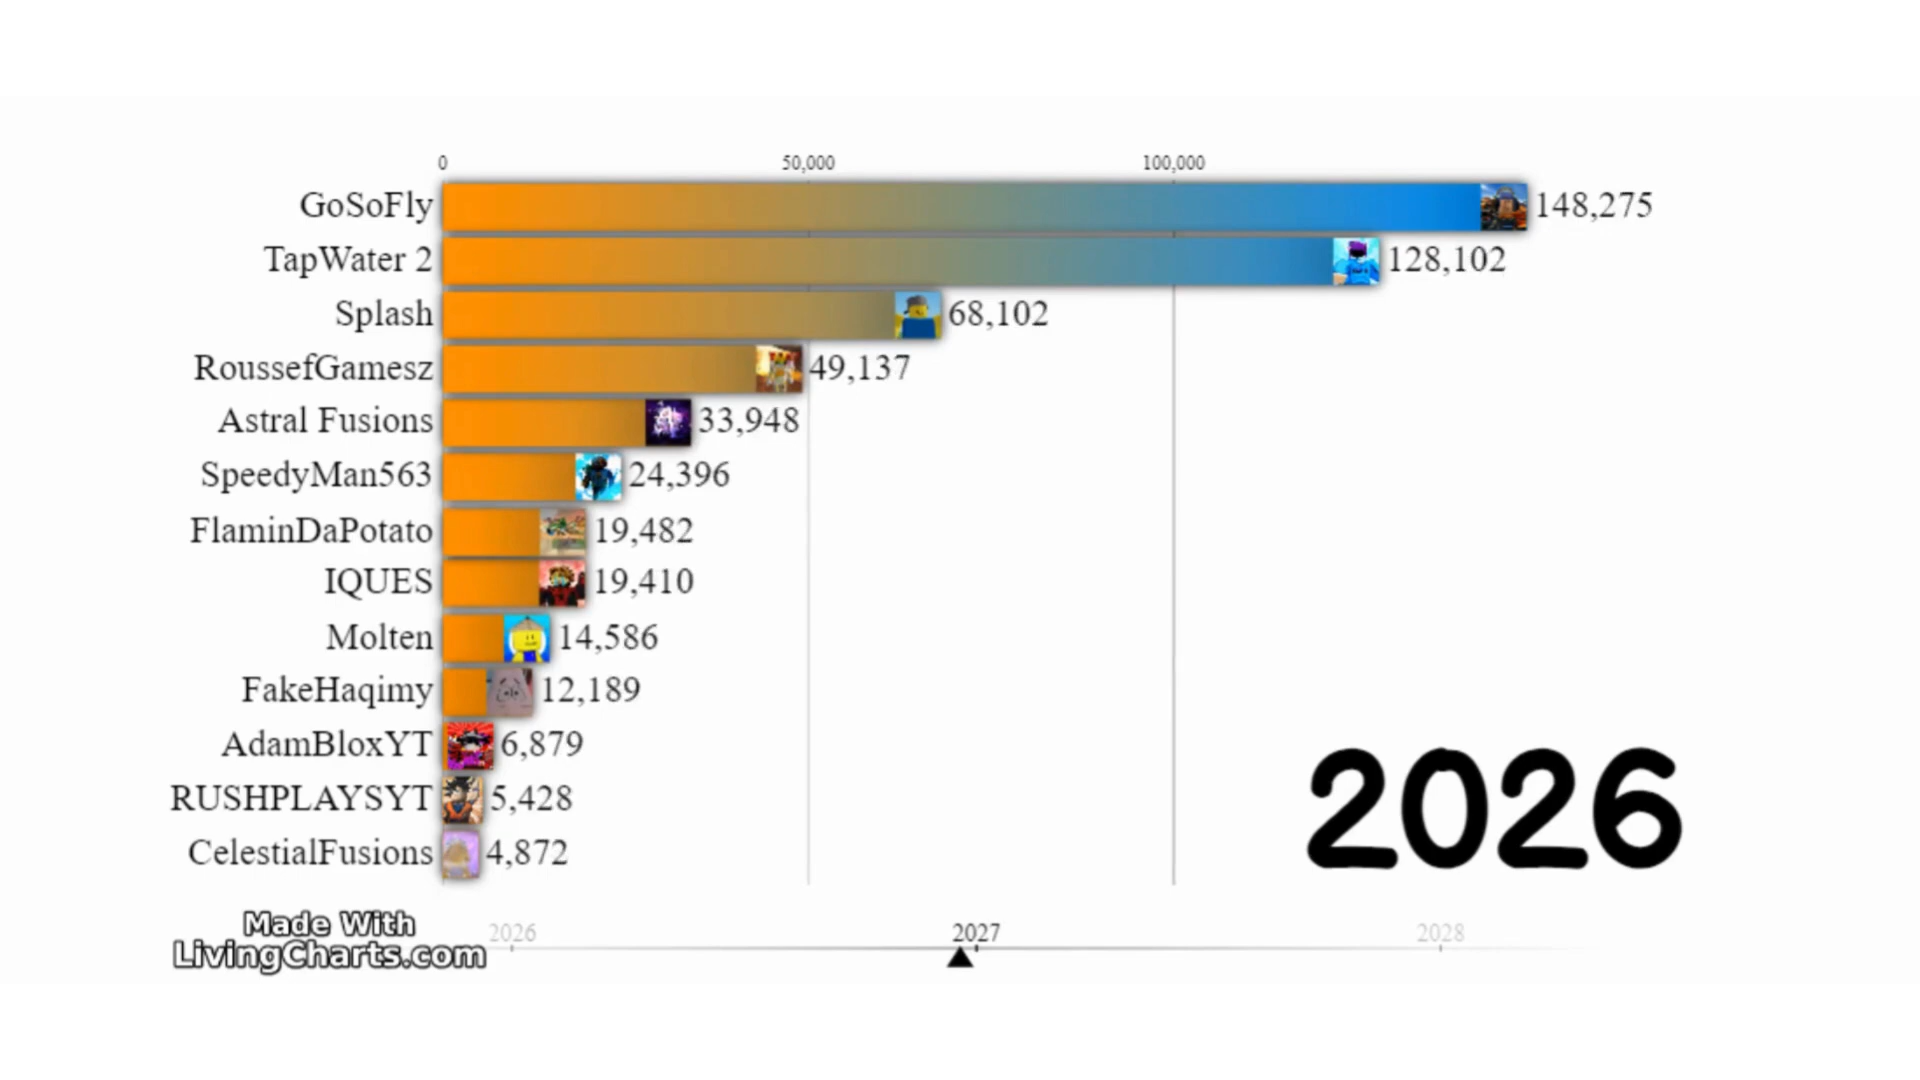 0 50,000 100,000
GoSoFly 148,275
TapWater 2 128,102
Splash 68,102
RoussefGamesz 49,137
Astral Fusions 33,948
SpeedyMan563 24,396
FlaminDaPotato 19,482
IQUES 19,410
Molten 14,586
FakeHaqimy 12,189
AdamBloxYT 6,879
RUSHPLAYSYT 5,428
CelestialFusions 4,872
2026
Made With
LivingCharts.com
2026 2027 2028